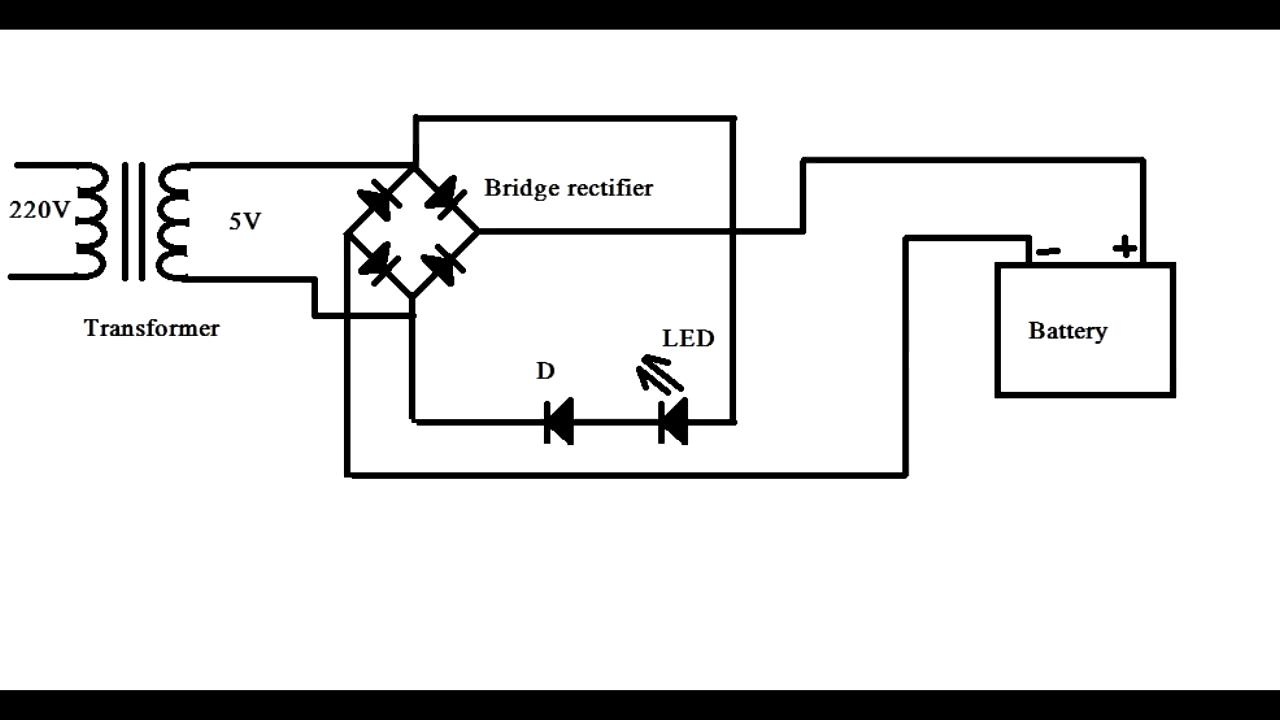 Bridge rectifier
220V
5V
- +
Transformer
Battery
LED
D